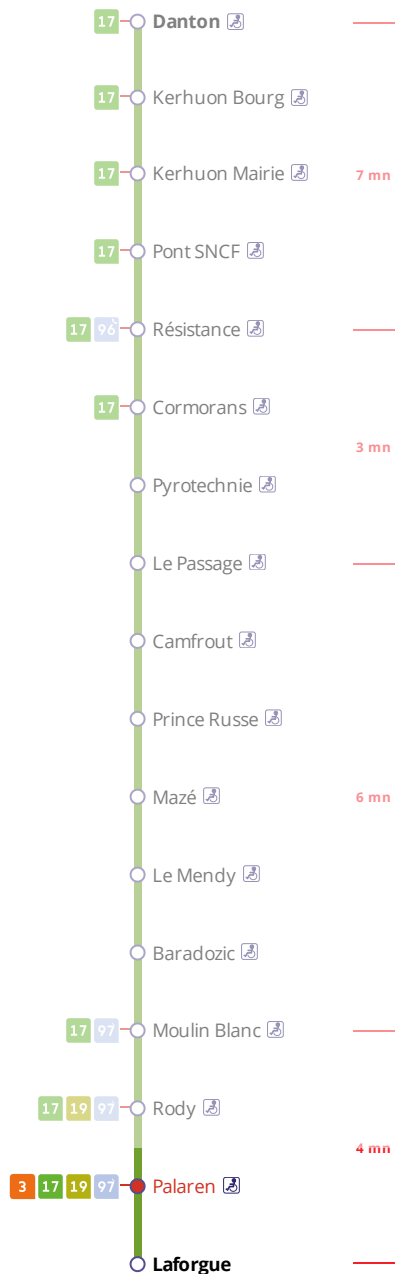 17 Danton
17 Kerhuon Bourg
17 Kerhuon Mairie 7 mn
17 Pont SNCF
17 96 Résistance
17 Cormorans
3 mn
Pyrotechnie
Le Passage
Camfrout
Prince Russe
Mazé 6 mn
Le Mendy
Baradozic
17 97 Moulin Blanc
17 19 97 Rody
4 mn
3 17 19 97 Palaren
Laforgue